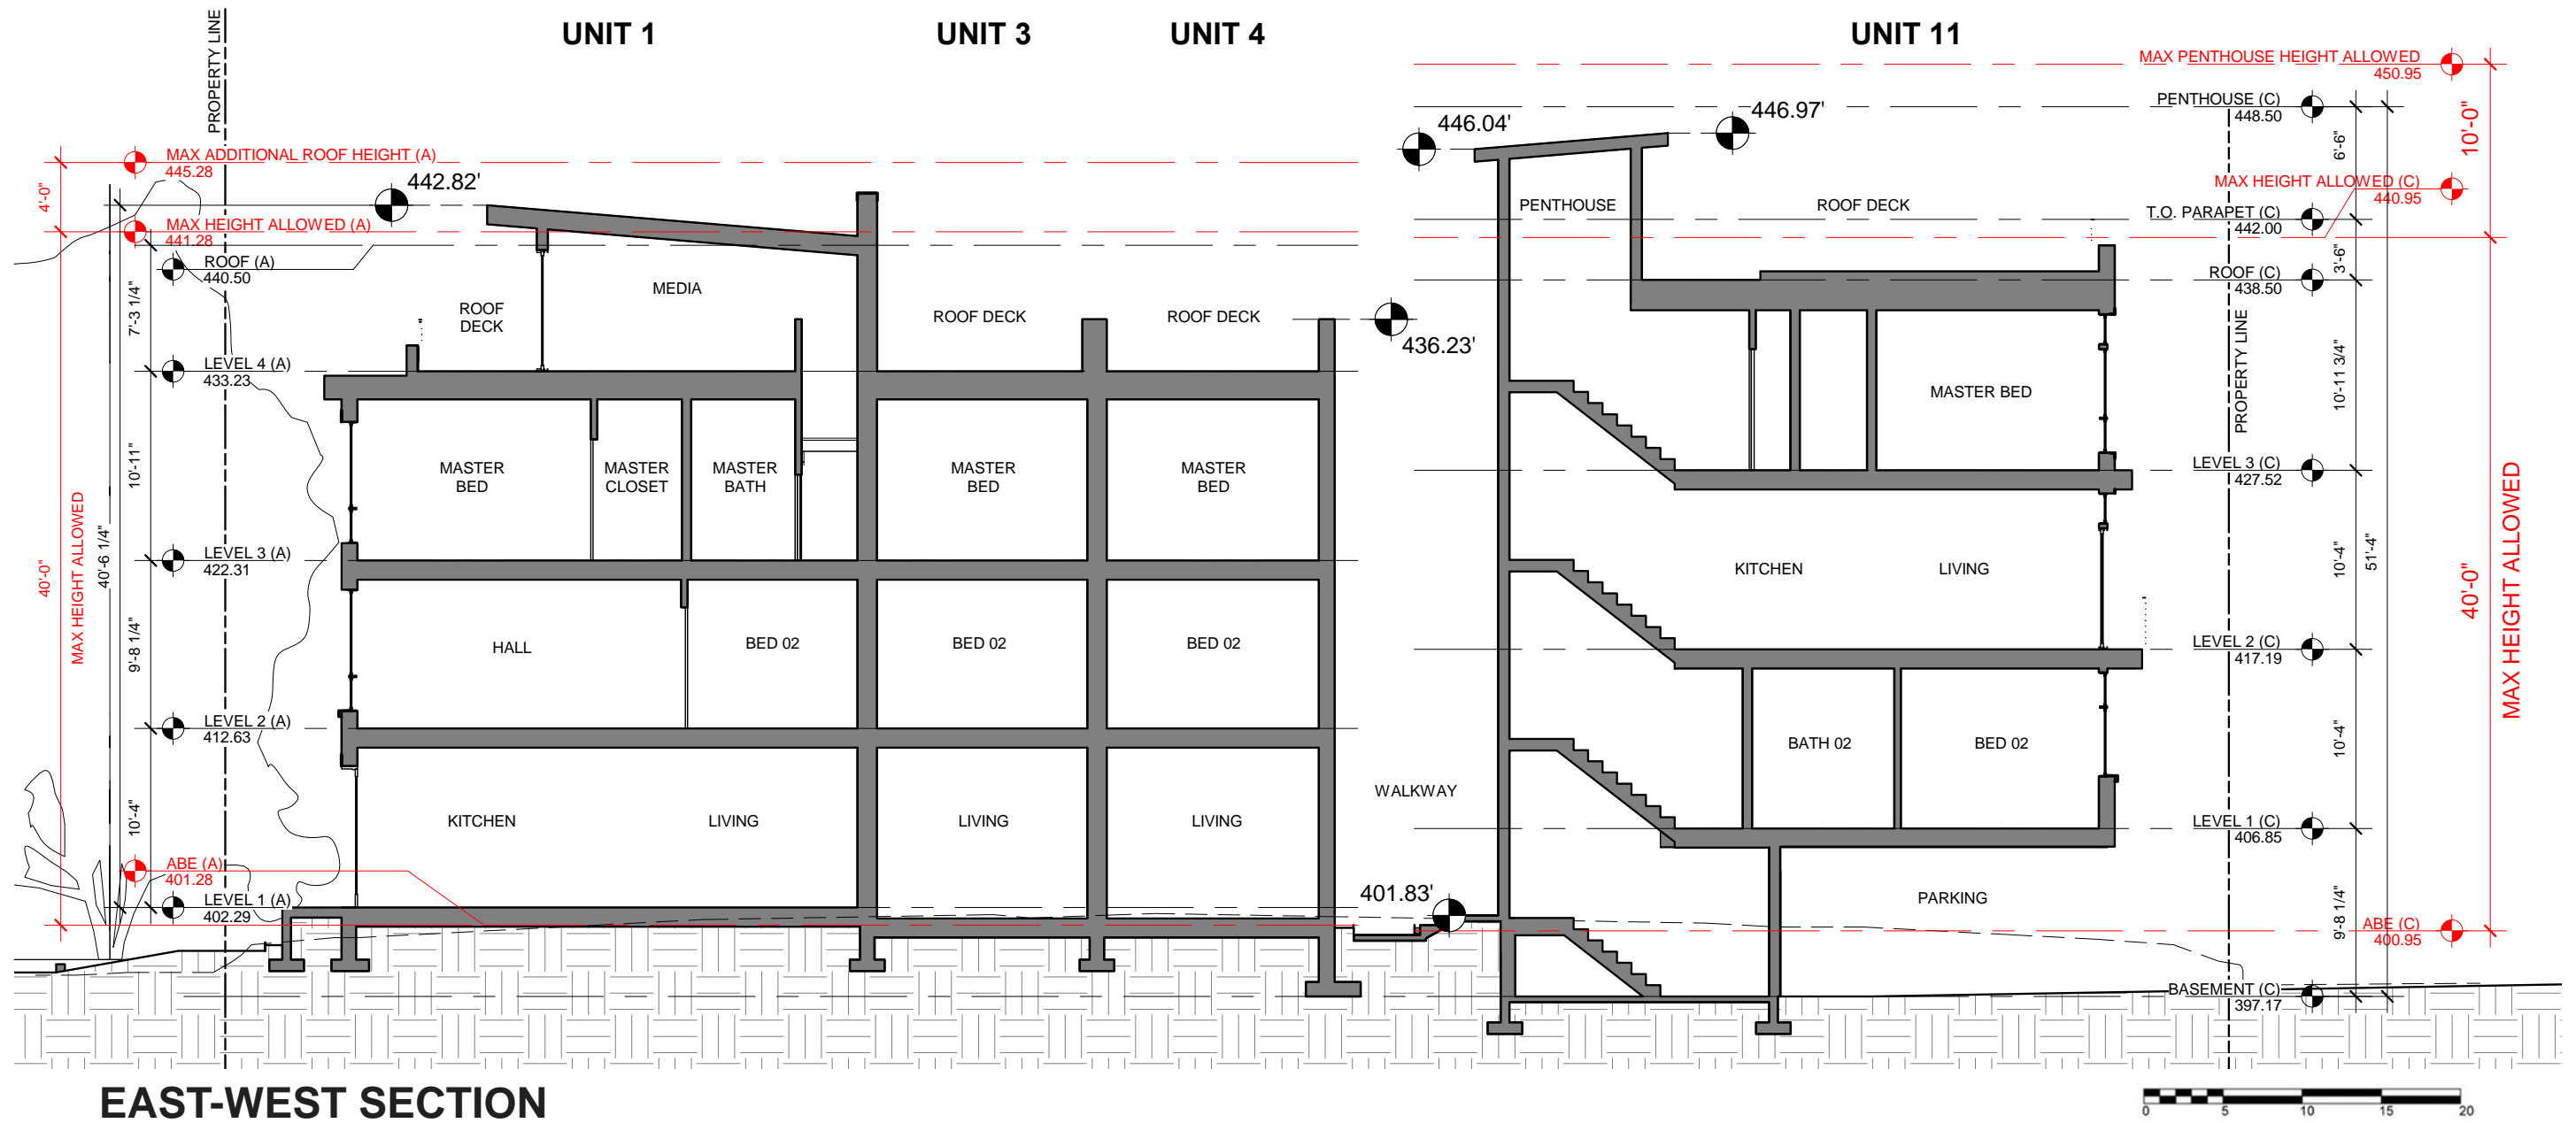 UNIT 1
UNIT 3
UNIT 4
UNIT 11
PROPERTY LINE
MAX ADDITIONAL ROOF HEIGHT (A)
445.28
4'-0"
MAX HEIGHT ALLOWED (A)
441.28
ROOF (A)
440.50
7'-3 1/4"
LEVEL 4 (A)
433.23
10'-11"
LEVEL 3 (A)
422.31
9'-8 1/4"
LEVEL 2 (A)
412.63
10'-4"
ABE (A)
401.28
LEVEL 1 (A)
402.29
40'-0"
MAX HEIGHT ALLOWED
40'-6 1/4"
442.82'
ROOF
DECK
MEDIA
ROOF DECK
ROOF DECK
436.23'
MASTER
BED
MASTER
CLOSET
MASTER
BATH
MASTER
BED
MASTER
BED
HALL
BED 02
BED 02
BED 02
KITCHEN
LIVING
LIVING
LIVING
WALKWAY
401.83'
446.04'
446.97'
PENTHOUSE
ROOF DECK
MASTER BED
KITCHEN
LIVING
BATH 02
BED 02
PARKING
MAX PENTHOUSE HEIGHT ALLOWED
450.95
PENTHOUSE (C)
448.50
6'-6"
10'-0"
MAX HEIGHT ALLOWED (C)
440.95
T.O. PARAPET (C)
442.00
3'-6"
ROOF (C)
438.50
PROPERTY LINE
10'-11 3/4"
LEVEL 3 (C)
427.52
10'-4"
51'-4"
LEVEL 2 (C)
417.19
10'-4"
LEVEL 1 (C)
406.85
9'-8 1/4"
ABE (C)
400.95
BASEMENT (C)
397.17
40'-0"
MAX HEIGHT ALLOWED
EAST-WEST SECTION
0 5 10 15 20